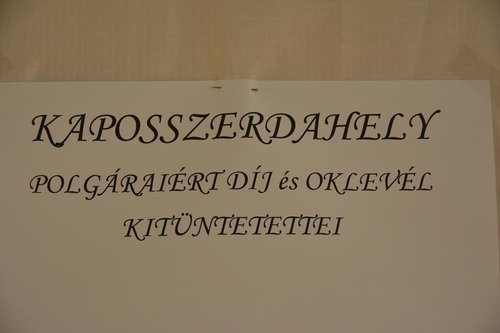 KAPOSSZERDAHELY
POLGÁRAIÉRT DÍJ és OKLEVÉL
KITÜNTETETTEI